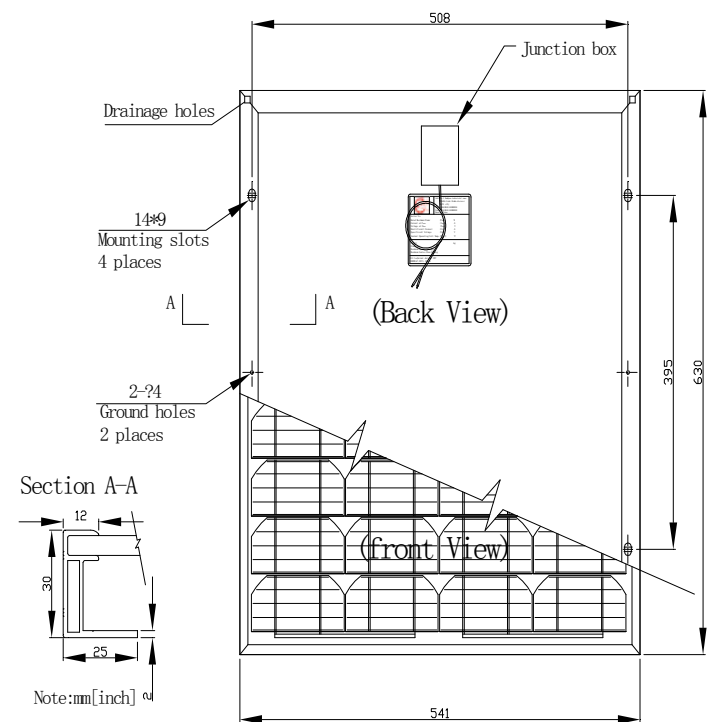 508
Junction box
Drainage holes
14*9
Mounting slots
4 places
A
A
(Back View)
395
630
2-?4
Ground holes
2 places
Section A-A
12
(front View)
30
25
2
Note:mm[inch]
541